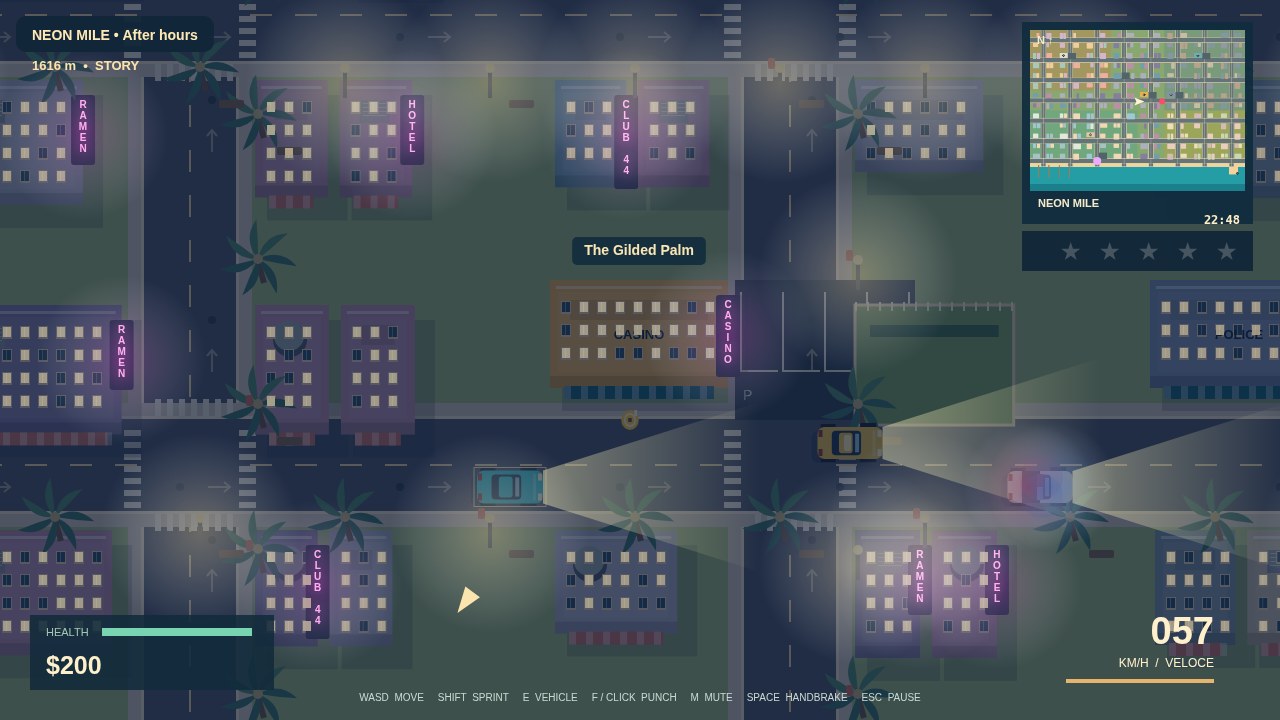 NEON MILE • After hours
1616 m • STORY
N
NEON MILE
22:48
RAMEN
HOTEL
CLUB 44
The Gilded Palm
CASINO
CASINO
POLICE
RAMEN
P
CLUB 44
RAMEN
HOTEL
HEALTH
$200
057
KM/H / VELOCE
WASD MOVE SHIFT SPRINT E VEHICLE F / CLICK PUNCH M MUTE SPACE HANDBRAKE ESC PAUSE